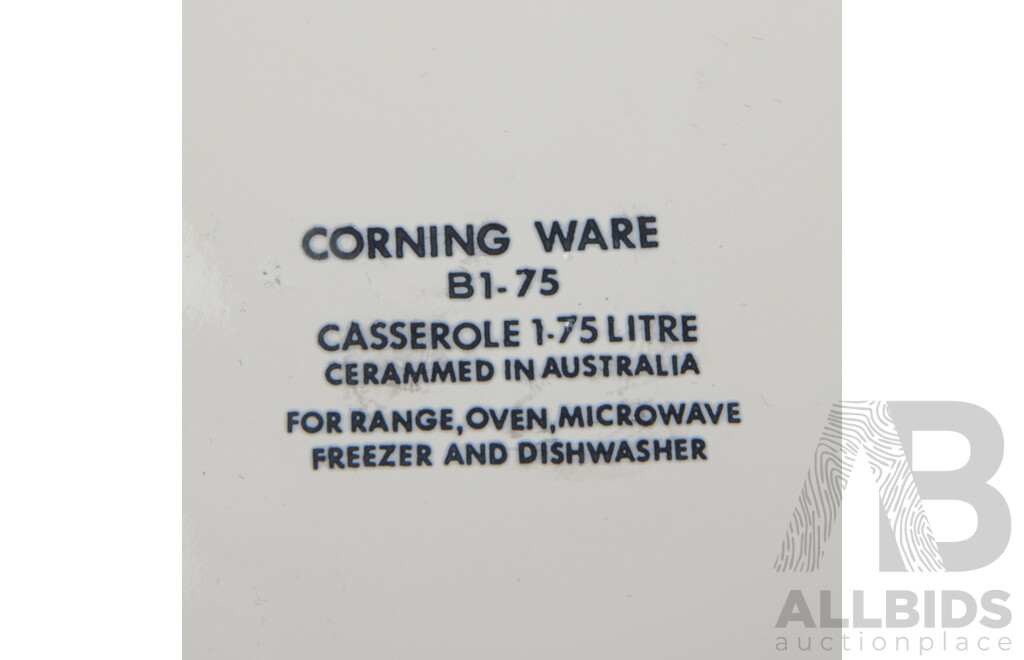 CORNING WARE
B1-75
CASSEROLE 1-75 LITRE
CERAMMED IN AUSTRALIA
FOR RANGE, OVEN, MICROWAVE
FREEZER AND DISHWASHER
AB
ALLBIDS
auctionplace